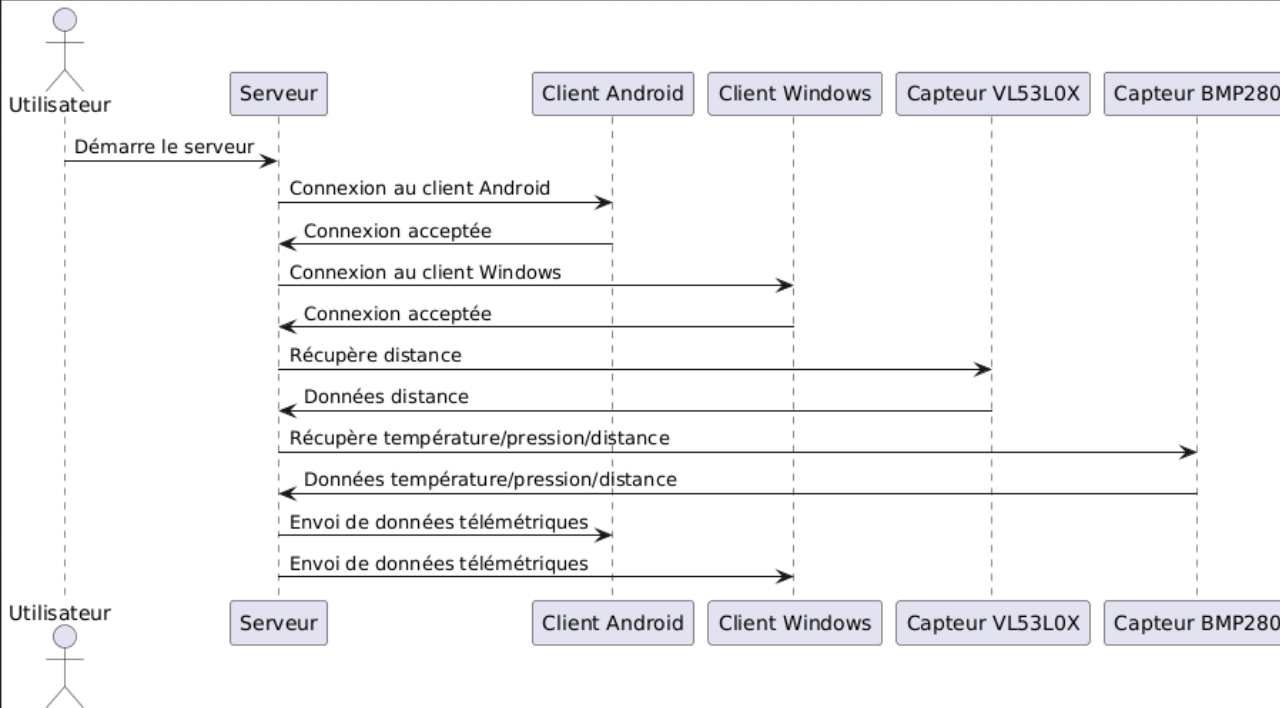 Utilisateur
Serveur
Client Android
Client Windows
Capteur VL53L0X
Capteur BMP280
Démarre le serveur
Connexion au client Android
Connexion acceptée
Connexion au client Windows
Connexion acceptée
Récupère distance
Données distance
Récupère température/pression/distance
Données température/pression/distance
Envoi de données télémétriques
Envoi de données télémétriques
Utilisateur
Serveur
Client Android
Client Windows
Capteur VL53L0X
Capteur BMP280